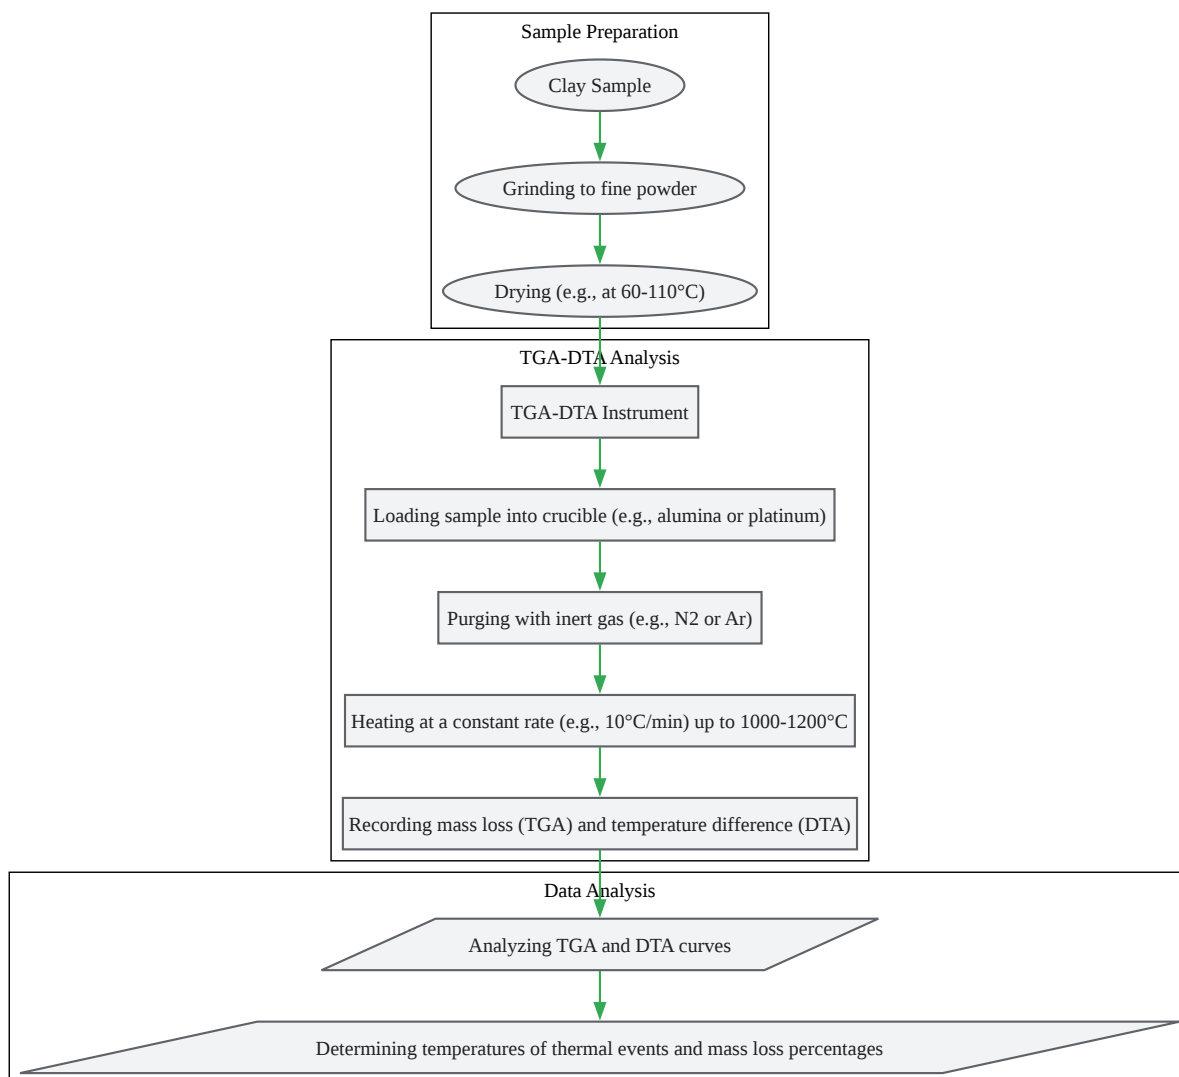 Sample Preparation
Clay Sample
Grinding to fine powder
Drying (e.g., at 60-110°C)
TGA-DTA Analysis
TGA-DTA Instrument
Loading sample into crucible (e.g., alumina or platinum)
Purging with inert gas (e.g., N2 or Ar)
Heating at a constant rate (e.g., 10°C/min) up to 1000-1200°C
Recording mass loss (TGA) and temperature difference (DTA)
Data Analysis
Analyzing TGA and DTA curves
Determining temperatures of thermal events and mass loss percentages